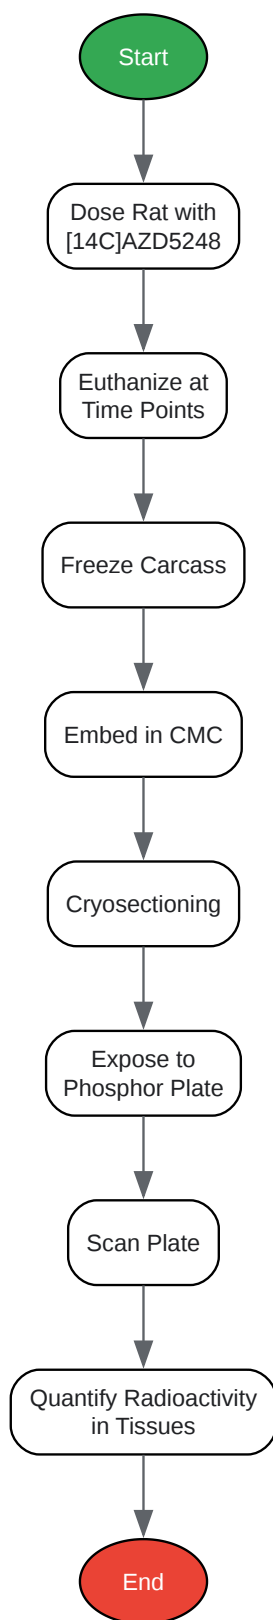 Start
Dose Rat with
[14C]AZD5248
Euthanize at
Time Points
Freeze Carcass
Embed in CMC
Cryosectioning
Expose to
Phosphor Plate
Scan Plate
Quantify Radioactivity
in Tissues
End